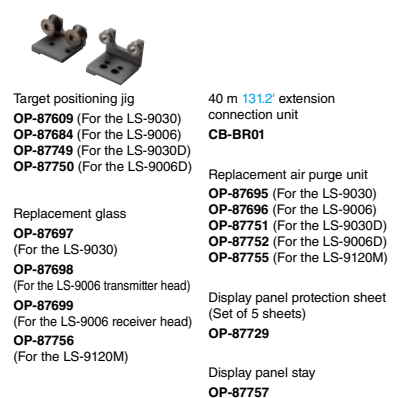 Target positioning jig
OP-87609 (For the LS-9030)
OP-87684 (For the LS-9006)
OP-87749 (For the LS-9030D)
OP-87750 (For the LS-9006D)
Replacement glass
OP-87697
(For the LS-9030)
OP-87698
(For the LS-9006 transmitter head)
OP-87699
(For the LS-9006 receiver head)
OP-87756
(For the LS-9120M)
40 m 131.2' extension
connection unit
CB-BR01
Replacement air purge unit
OP-87695 (For the LS-9030)
OP-87696 (For the LS-9006)
OP-87751 (For the LS-9030D)
OP-87752 (For the LS-9006D)
OP-87755 (For the LS-9120M)
Display panel protection sheet
(Set of 5 sheets)
OP-87729
Display panel stay
OP-87757